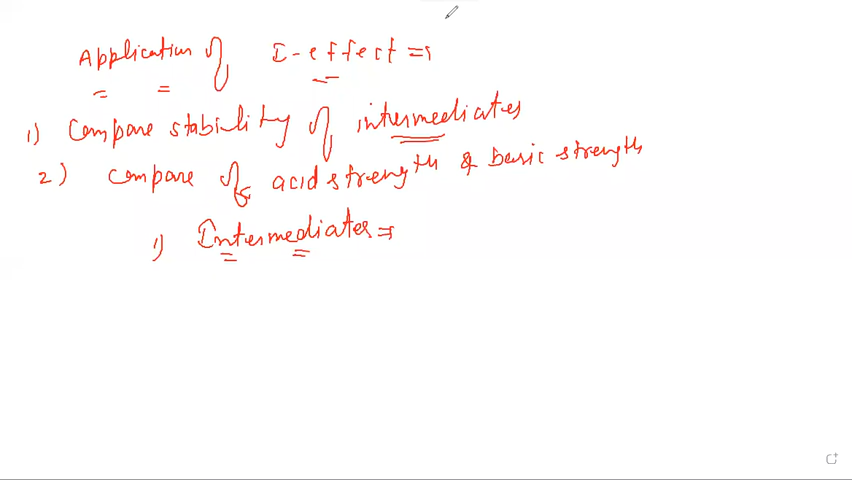 Application of I-effect ⇒
1) Compare stability of intermediates
2) Compare of acid strength & basic strength
1) Intermediates ⇒